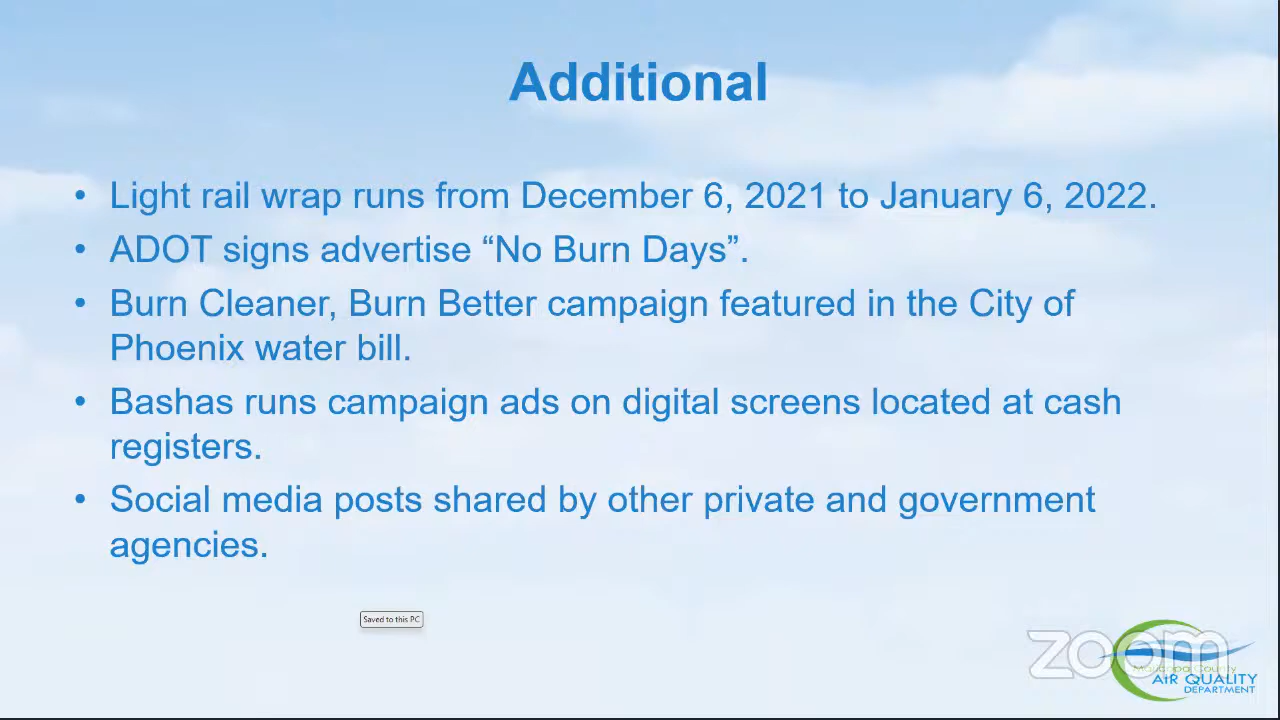 Additional
• Light rail wrap runs from December 6, 2021 to January 6, 2022.
• ADOT signs advertise “No Burn Days”.
• Burn Cleaner, Burn Better campaign featured in the City of
Phoenix water bill.
• Bashas runs campaign ads on digital screens located at cash
registers.
• Social media posts shared by other private and government
agencies.
Saved to this PC
zoom
Maricopa County
AIR QUALITY
DEPARTMENT